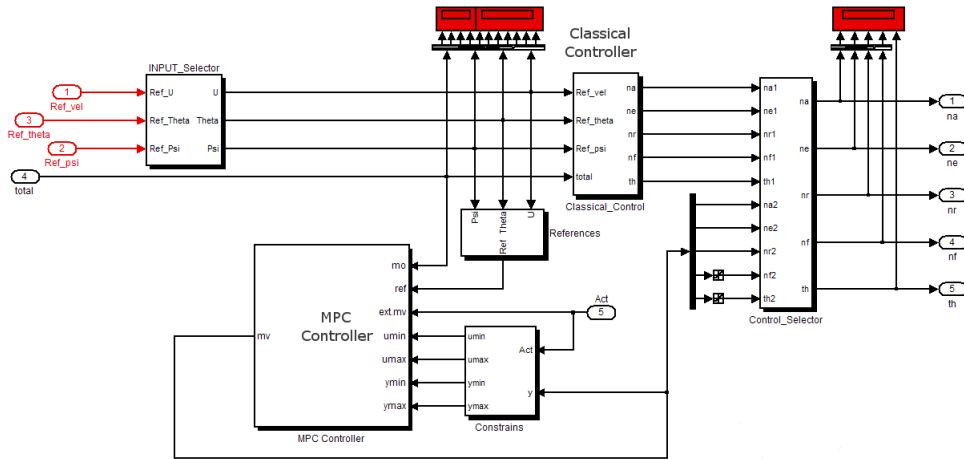 Classical
Controller
INPUT_Selector
1
Ref_vel
3
Ref_theta
2
Ref_psi
4
total
Ref_U
Ref_Theta
Ref_Psi
U
Theta
Psi
Ref_vel
Ref_theta
Ref_psi
total
na
ne
nr
nf
th
Classical_Control
na1
ne1
nr1
nf1
th1
na2
ne2
nr2
nf2
th2
na
ne
nr
nf
th
Control_Selector
1
na
2
ne
3
nr
4
nf
5
th
Psi
Ref Theta
U
References
MPC
Controller
mv
mo
ref
ext.mv
umin
umax
ymin
ymax
MPC Controller
Act
5
umin
umax
ymin
ymax
Act
y
Constrains